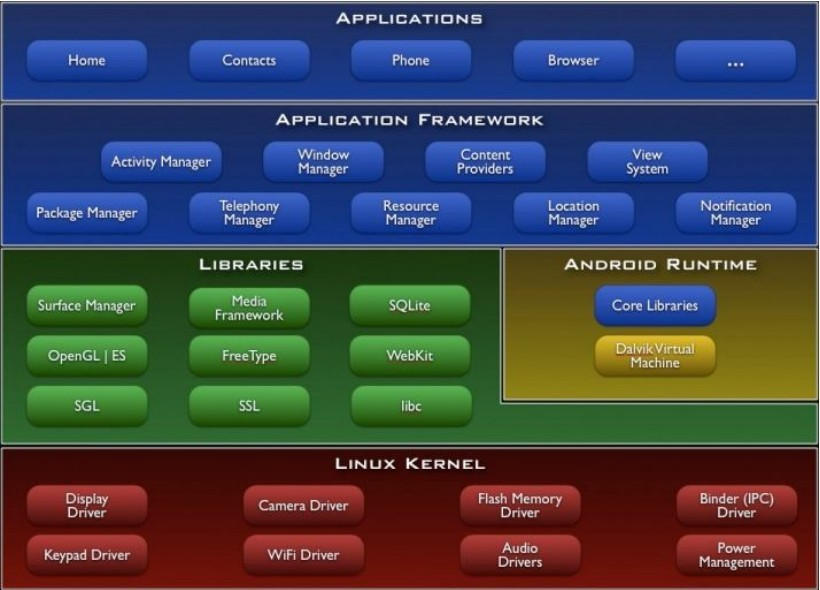 APPLICATIONS
Home
Contacts
Phone
Browser
...
APPLICATION FRAMEWORK
Activity Manager
Window
Manager
Content
Providers
View
System
Package Manager
Telephony
Manager
Resource
Manager
Location
Manager
Notification
Manager
LIBRARIES
Surface Manager
Media
Framework
SQLite
OpenGL | ES
FreeType
WebKit
SGL
SSL
libc
ANDROID RUNTIME
Core Libraries
Dalvik Virtual
Machine
LINUX KERNEL
Display
Driver
Camera Driver
Flash Memory
Driver
Binder (IPC)
Driver
Keypad Driver
WiFi Driver
Audio
Drivers
Power
Management